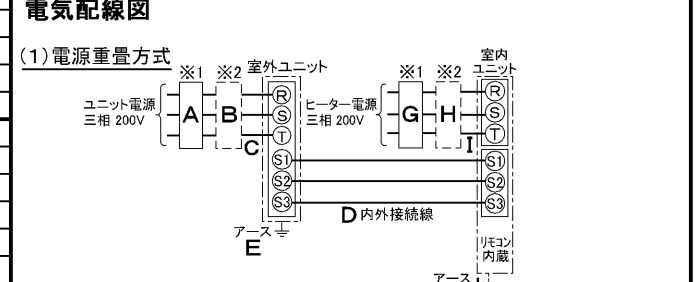 電気配線図
(1)電源重畳方式
※1 ※2 室外ユニット
ユニット電源
三相 200V
A B
C
R
S
T
S1
S2
S3
アース
E
※1 ※2
室内
ユニット
ヒーター電源
三相 200V
G H
I
R
S
T
S1
S2
S3
D 内外接続線
リモコン
内蔵
アース